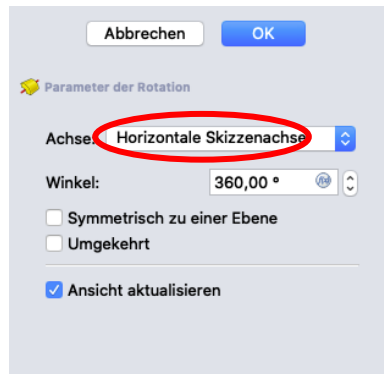 Abbrechen OK
Parameter der Rotation
Achse: Horizontale Skizzenachse
Winkel: 360,00 °
Symmetrisch zu einer Ebene
Umgekehrt
Ansicht aktualisieren